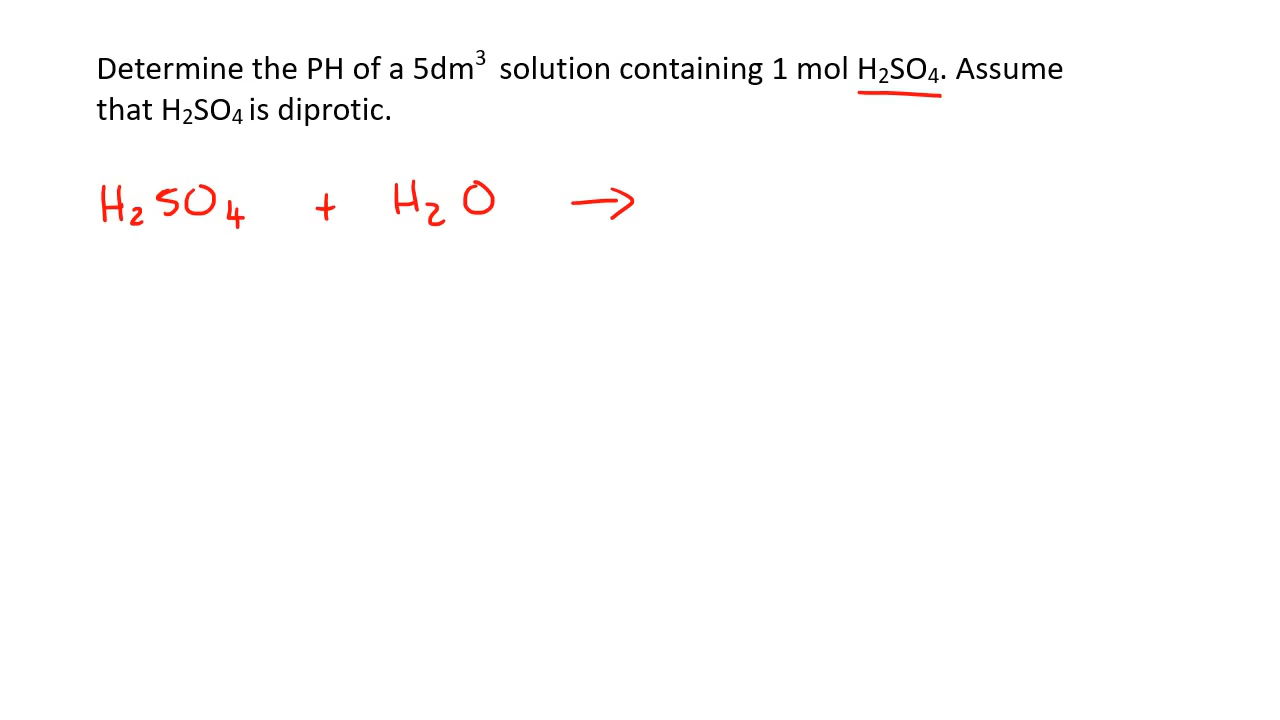 Determine the PH of a 5dm³ solution containing 1 mol H₂SO₄. Assume
that H₂SO₄ is diprotic.
H₂SO₄ + H₂O →